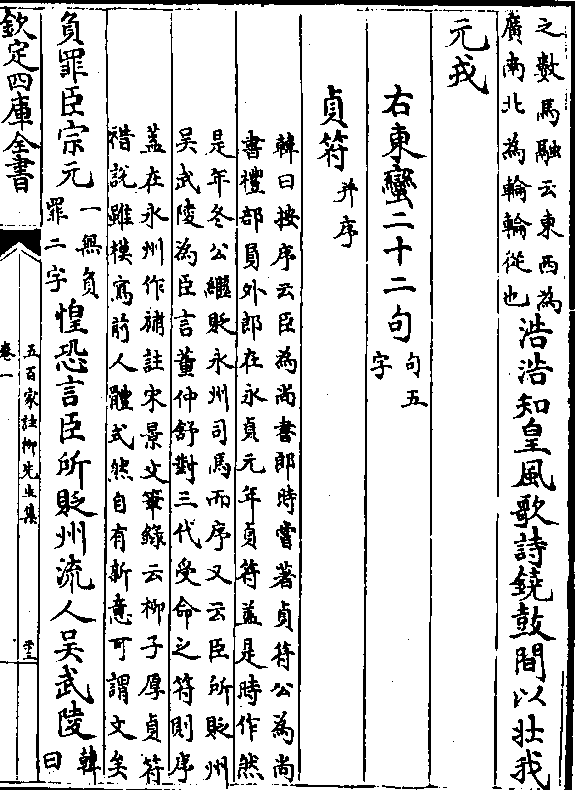 之數馬融云東西為
廣南北為輪輪從也
浩浩知皇風歌詩鐃鼓間以壯我
元戎
右東蠻二十二句
句五
字
貞符
并序
韓曰按序云臣為尚書郎時嘗著貞符公為尚
書禮部員外郎在永貞元年貞符蓋是時作然
是年冬公繼貶永州司馬而序又云臣所貶州
吳武陵為臣言董仲舒對三代受命之符則序
蓋在永州作補註宋景文筆錄云柳子厚貞符
襍說雖模寫前人體式然自有新意可謂文矣
負罪臣宗元
一無負
罪二字
惶恐言臣所貶州流人吳武陵
韓
曰
欽定四庫全書
五百家註柳先生集
卷一